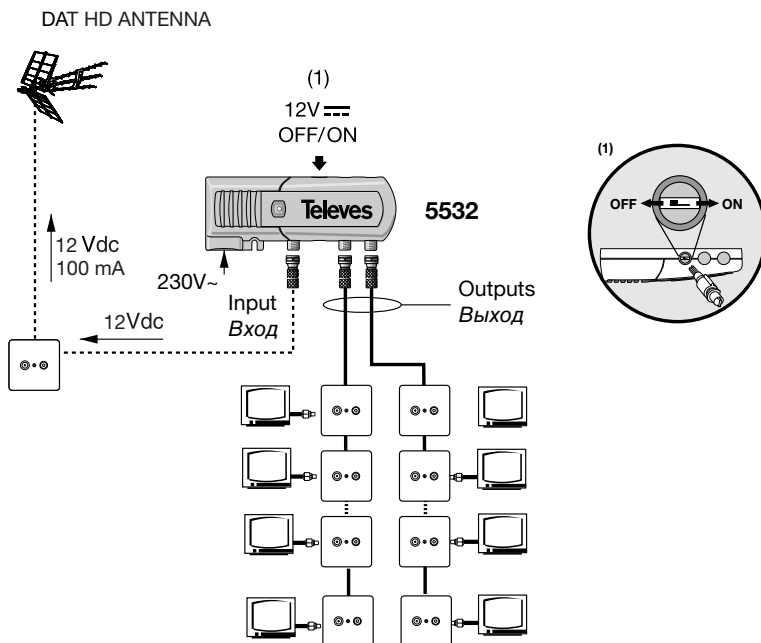 DAT HD ANTENNA
(1)
12V
OFF/ON
(1)
OFF
ON
Televes
5532
12 Vdc
100 mA
230V~
Input
Вход
Outputs
Выход
12Vdc